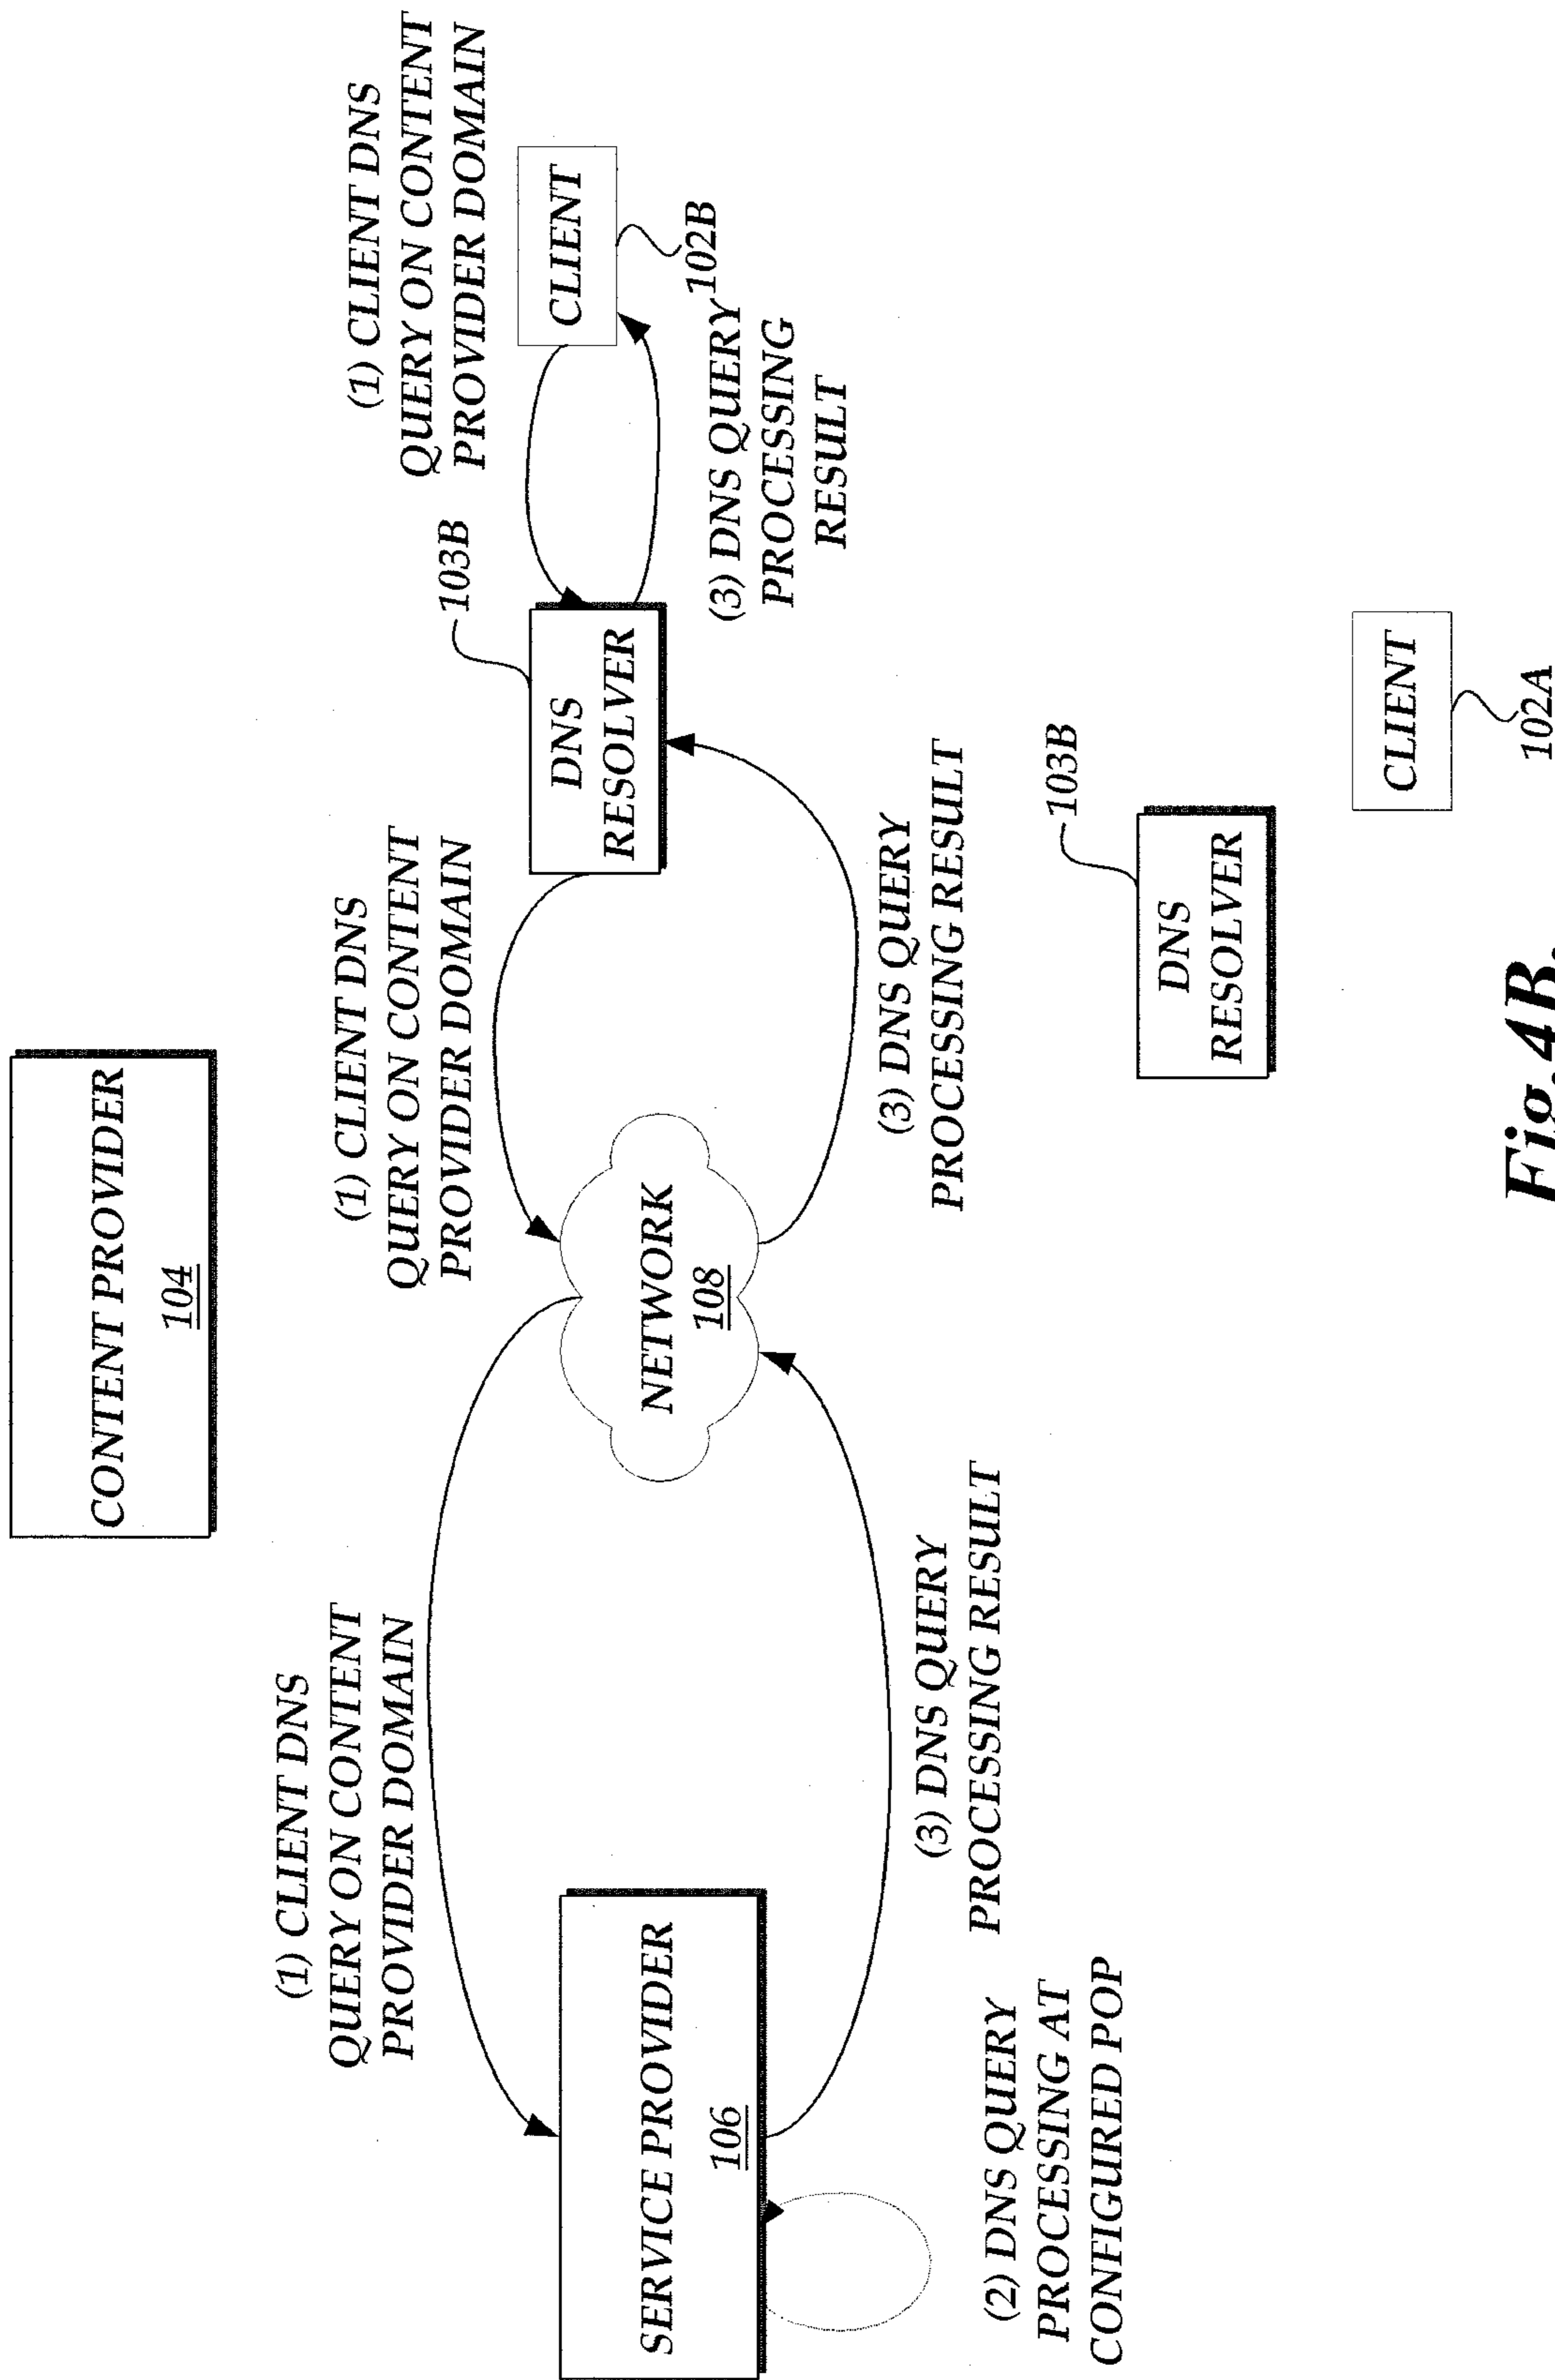 CONTENT PROVIDER
104
(1) CLIENT DNS
QUERY ON CONTENT
PROVIDER DOMAIN
(1) CLIENT DNS
QUERY ON CONTENT
PROVIDER DOMAIN
(1) CLIENT DNS
QUERY ON CONTENT
PROVIDER DOMAIN
103B
SERVICE PROVIDER
106
NETWORK
108
DNS
RESOLVER
CLIENT
102B
(2) DNS QUERY
PROCESSING AT
CONFIGURED POP
(3) DNS QUERY
PROCESSING RESULT
(3) DNS QUERY
PROCESSING RESULT
(3) DNS QUERY
PROCESSING
RESULT
103B
DNS
RESOLVER
CLIENT
102A
Fig.4B.